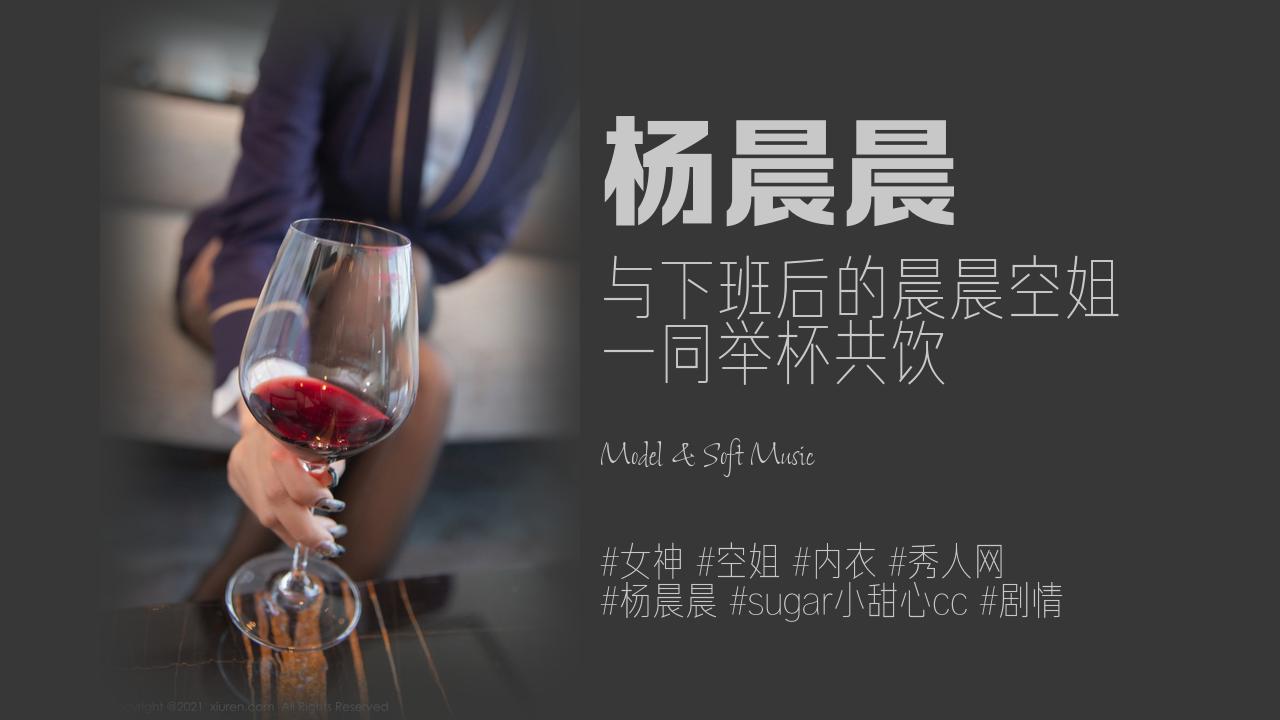 杨晨晨
与下班后的晨晨空姐
一同举杯共饮
Model & Soft Music
#女神 #空姐 #内衣 #秀人网
#杨晨晨 #sugar小甜心cc #剧情
©2021 xiuren.com All Rights Reserved